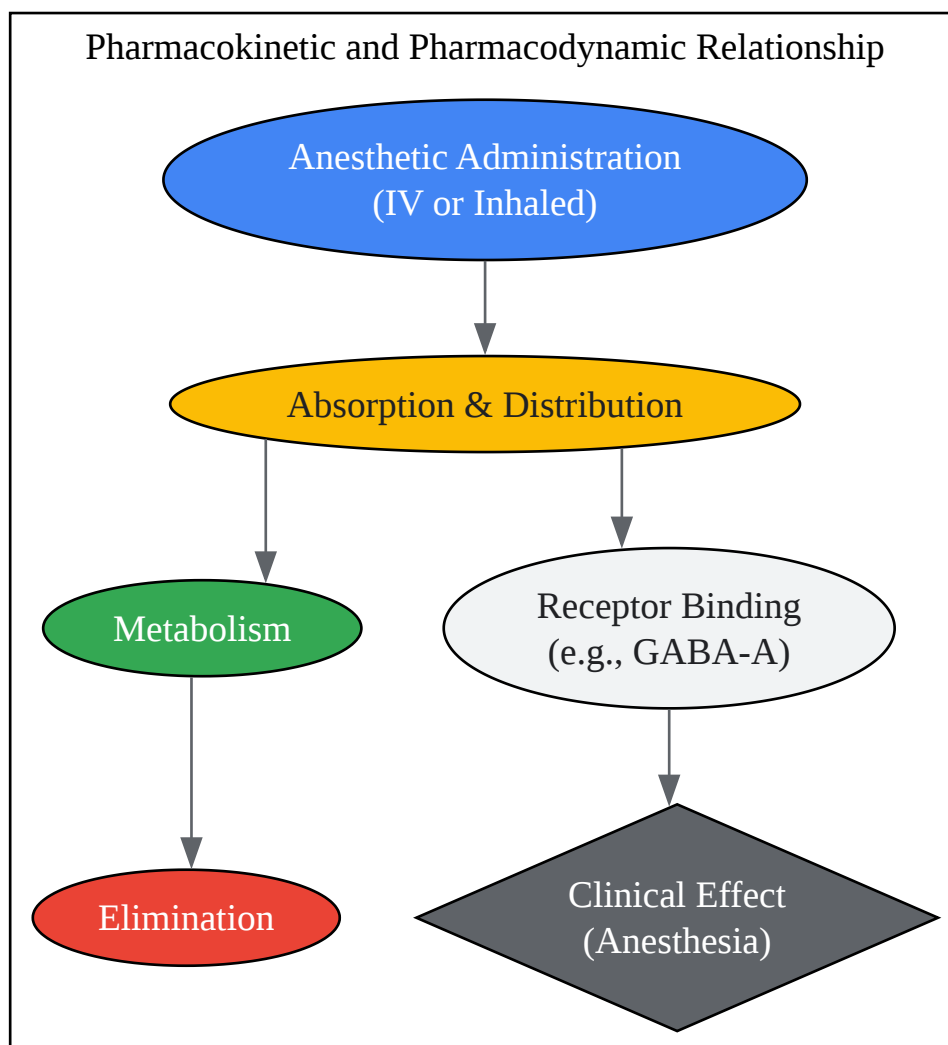 Pharmacokinetic and Pharmacodynamic Relationship
Anesthetic Administration
(IV or Inhaled)
Absorption & Distribution
Metabolism
Receptor Binding
(e.g., GABA-A)
Elimination
Clinical Effect
(Anesthesia)